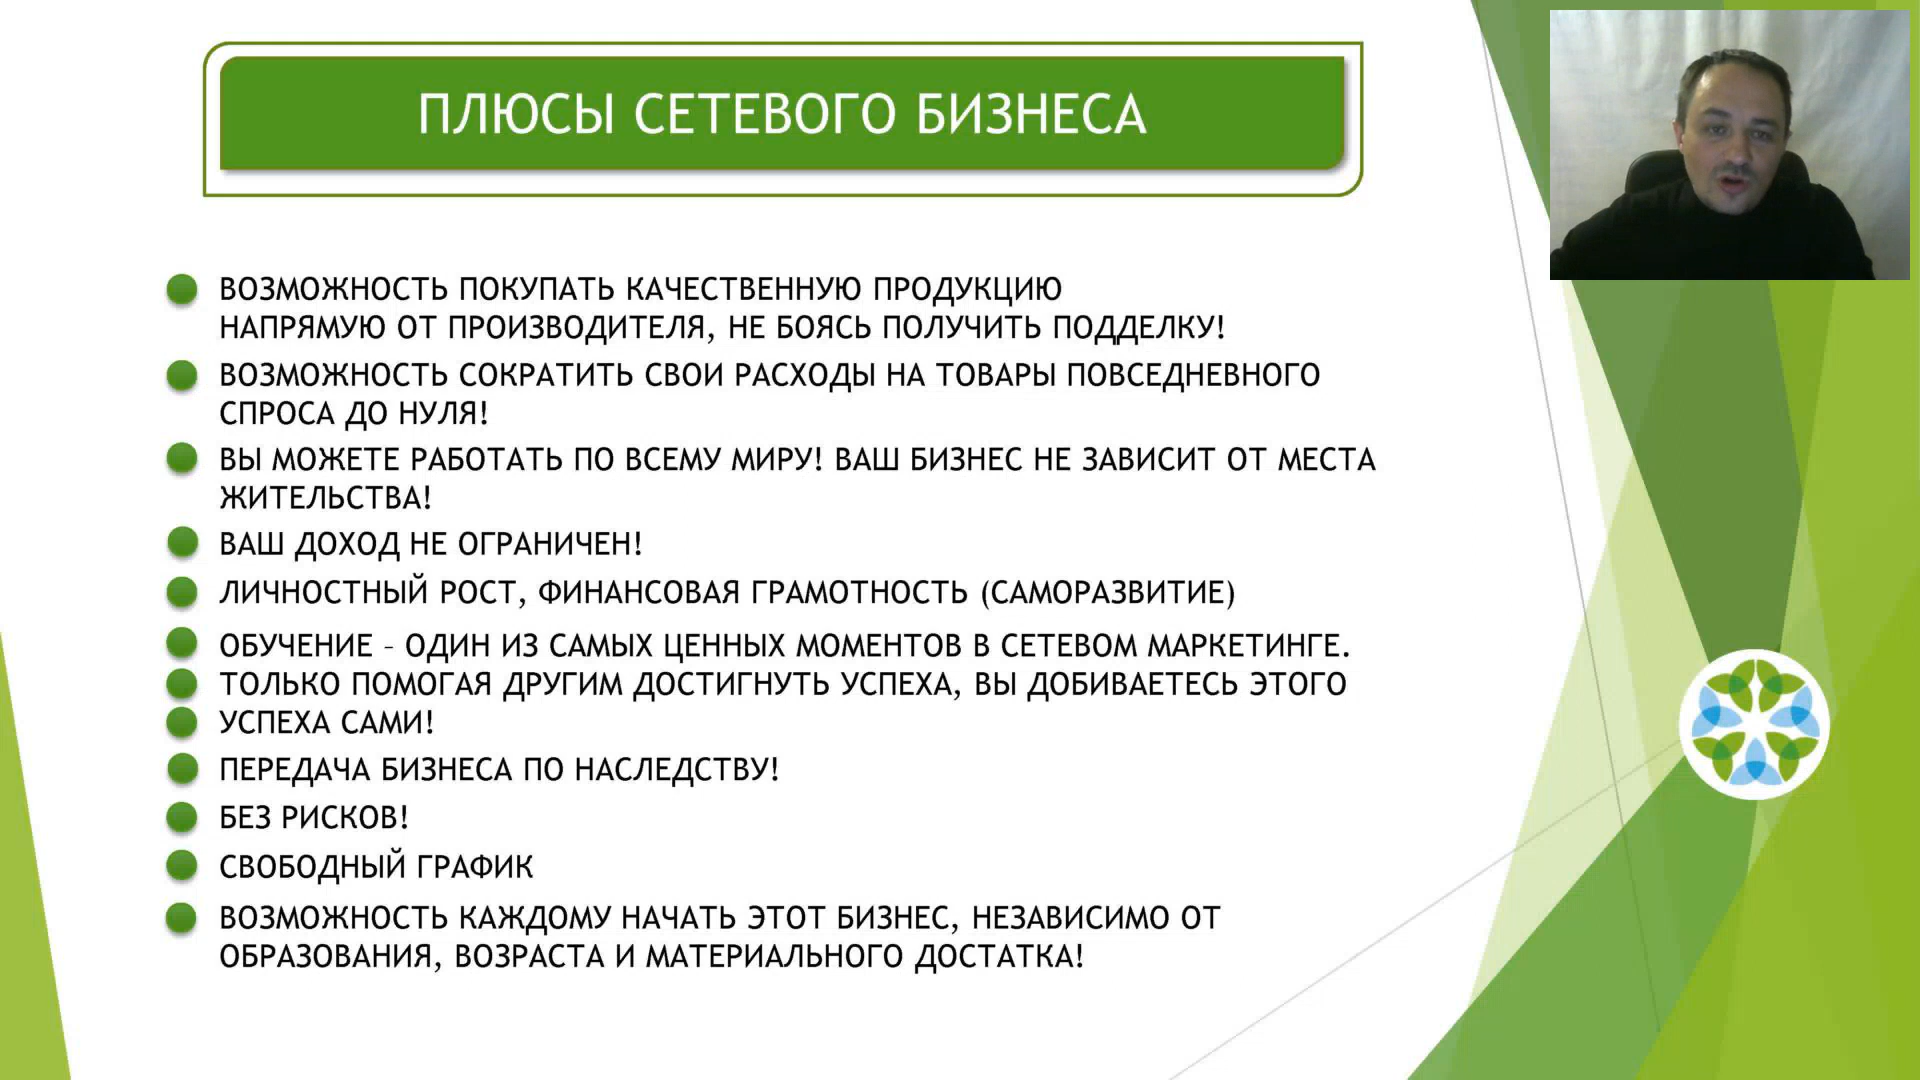 ПЛЮСЫ СЕТЕВОГО БИЗНЕСА
ВОЗМОЖНОСТЬ ПОКУПАТЬ КАЧЕСТВЕННУЮ ПРОДУКЦИЮ
НАПРЯМУЮ ОТ ПРОИЗВОДИТЕЛЯ, НЕ БОЯСЬ ПОЛУЧИТЬ ПОДДЕЛКУ!
ВОЗМОЖНОСТЬ СОКРАТИТЬ СВОИ РАСХОДЫ НА ТОВАРЫ ПОВСЕДНЕВНОГО
СПРОСА ДО НУЛЯ!
ВЫ МОЖЕТЕ РАБОТАТЬ ПО ВСЕМУ МИРУ! ВАШ БИЗНЕС НЕ ЗАВИСИТ ОТ МЕСТА
ЖИТЕЛЬСТВА!
ВАШ ДОХОД НЕ ОГРАНИЧЕН!
ЛИЧНОСТНЫЙ РОСТ, ФИНАНСОВАЯ ГРАМОТНОСТЬ (САМОРАЗВИТИЕ)
ОБУЧЕНИЕ – ОДИН ИЗ САМЫХ ЦЕННЫХ МОМЕНТОВ В СЕТЕВОМ МАРКЕТИНГЕ.
ТОЛЬКО ПОМОГАЯ ДРУГИМ ДОСТИГНУТЬ УСПЕХА, ВЫ ДОБИВАЕТЕСЬ ЭТОГО
УСПЕХА САМИ!
ПЕРЕДАЧА БИЗНЕСА ПО НАСЛЕДСТВУ!
БЕЗ РИСКОВ!
СВОБОДНЫЙ ГРАФИК
ВОЗМОЖНОСТЬ КАЖДОМУ НАЧАТЬ ЭТОТ БИЗНЕС, НЕЗАВИСИМО ОТ
ОБРАЗОВАНИЯ, ВОЗРАСТА И МАТЕРИАЛЬНОГО ДОСТАТКА!